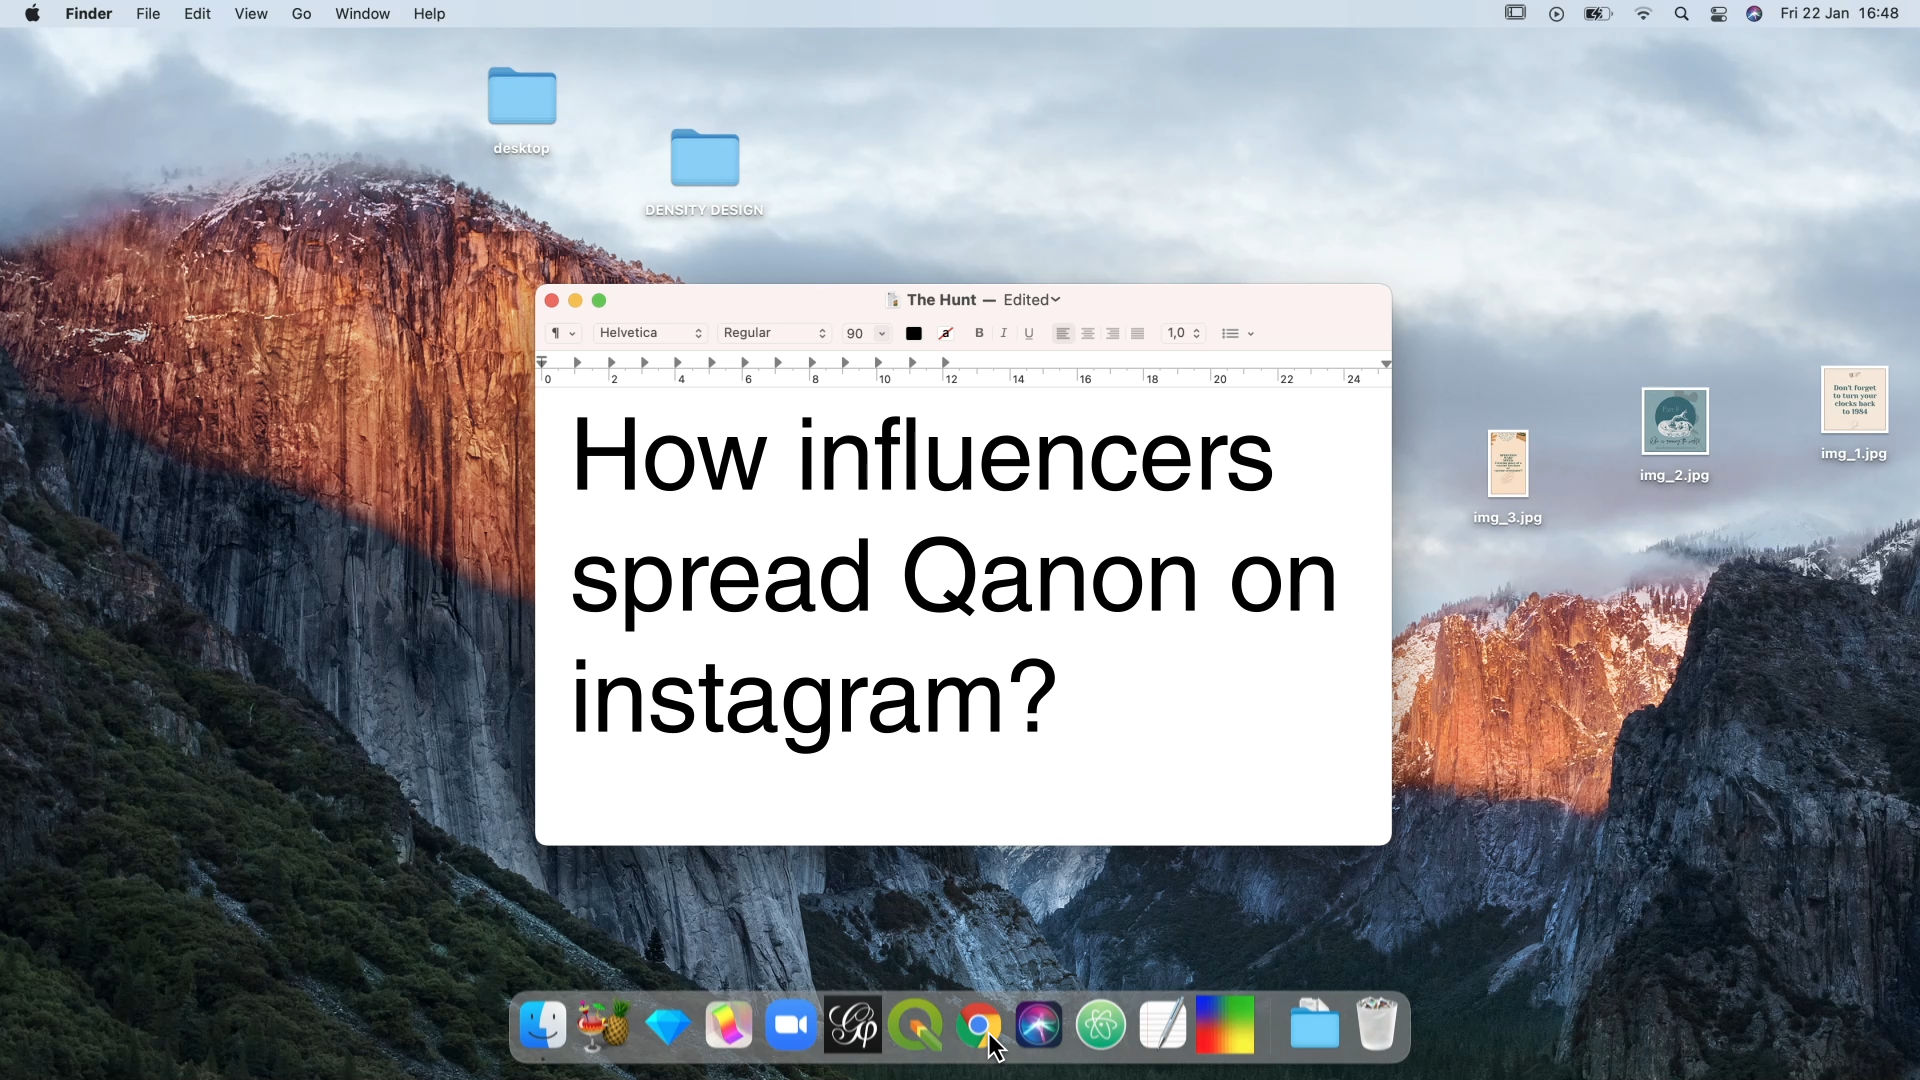 Finder File Edit View Go Window Help Fri 22 Jan 16:48
desktop
DENSITY DESIGN
The Hunt — Edited
¶ Helvetica Regular 90 a B I U 1,0
0 2 4 6 8 10 12 14 16 18 20 22 24
How influencers
spread Qanon on
instagram?
Don't forget
to turn your
clocks back
to 1984
img_1.jpg
img_2.jpg
img_3.jpg